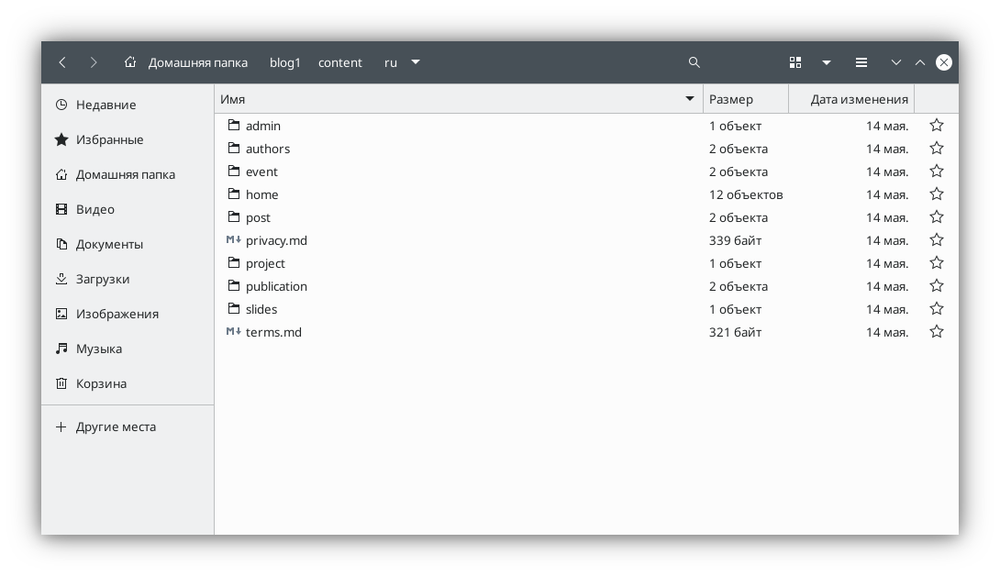 Домашняя папка blog1 content ru
Недавние
Избранные
Домашняя папка
Видео
Документы
Загрузки
Изображения
Музыка
Корзина
Другие места
Имя Размер Дата изменения
admin 1 объект 14 мая.
authors 2 объекта 14 мая.
event 2 объекта 14 мая.
home 12 объектов 14 мая.
post 2 объекта 14 мая.
M↓ privacy.md 339 байт 14 мая.
project 1 объект 14 мая.
publication 2 объекта 14 мая.
slides 1 объект 14 мая.
M↓ terms.md 321 байт 14 мая.